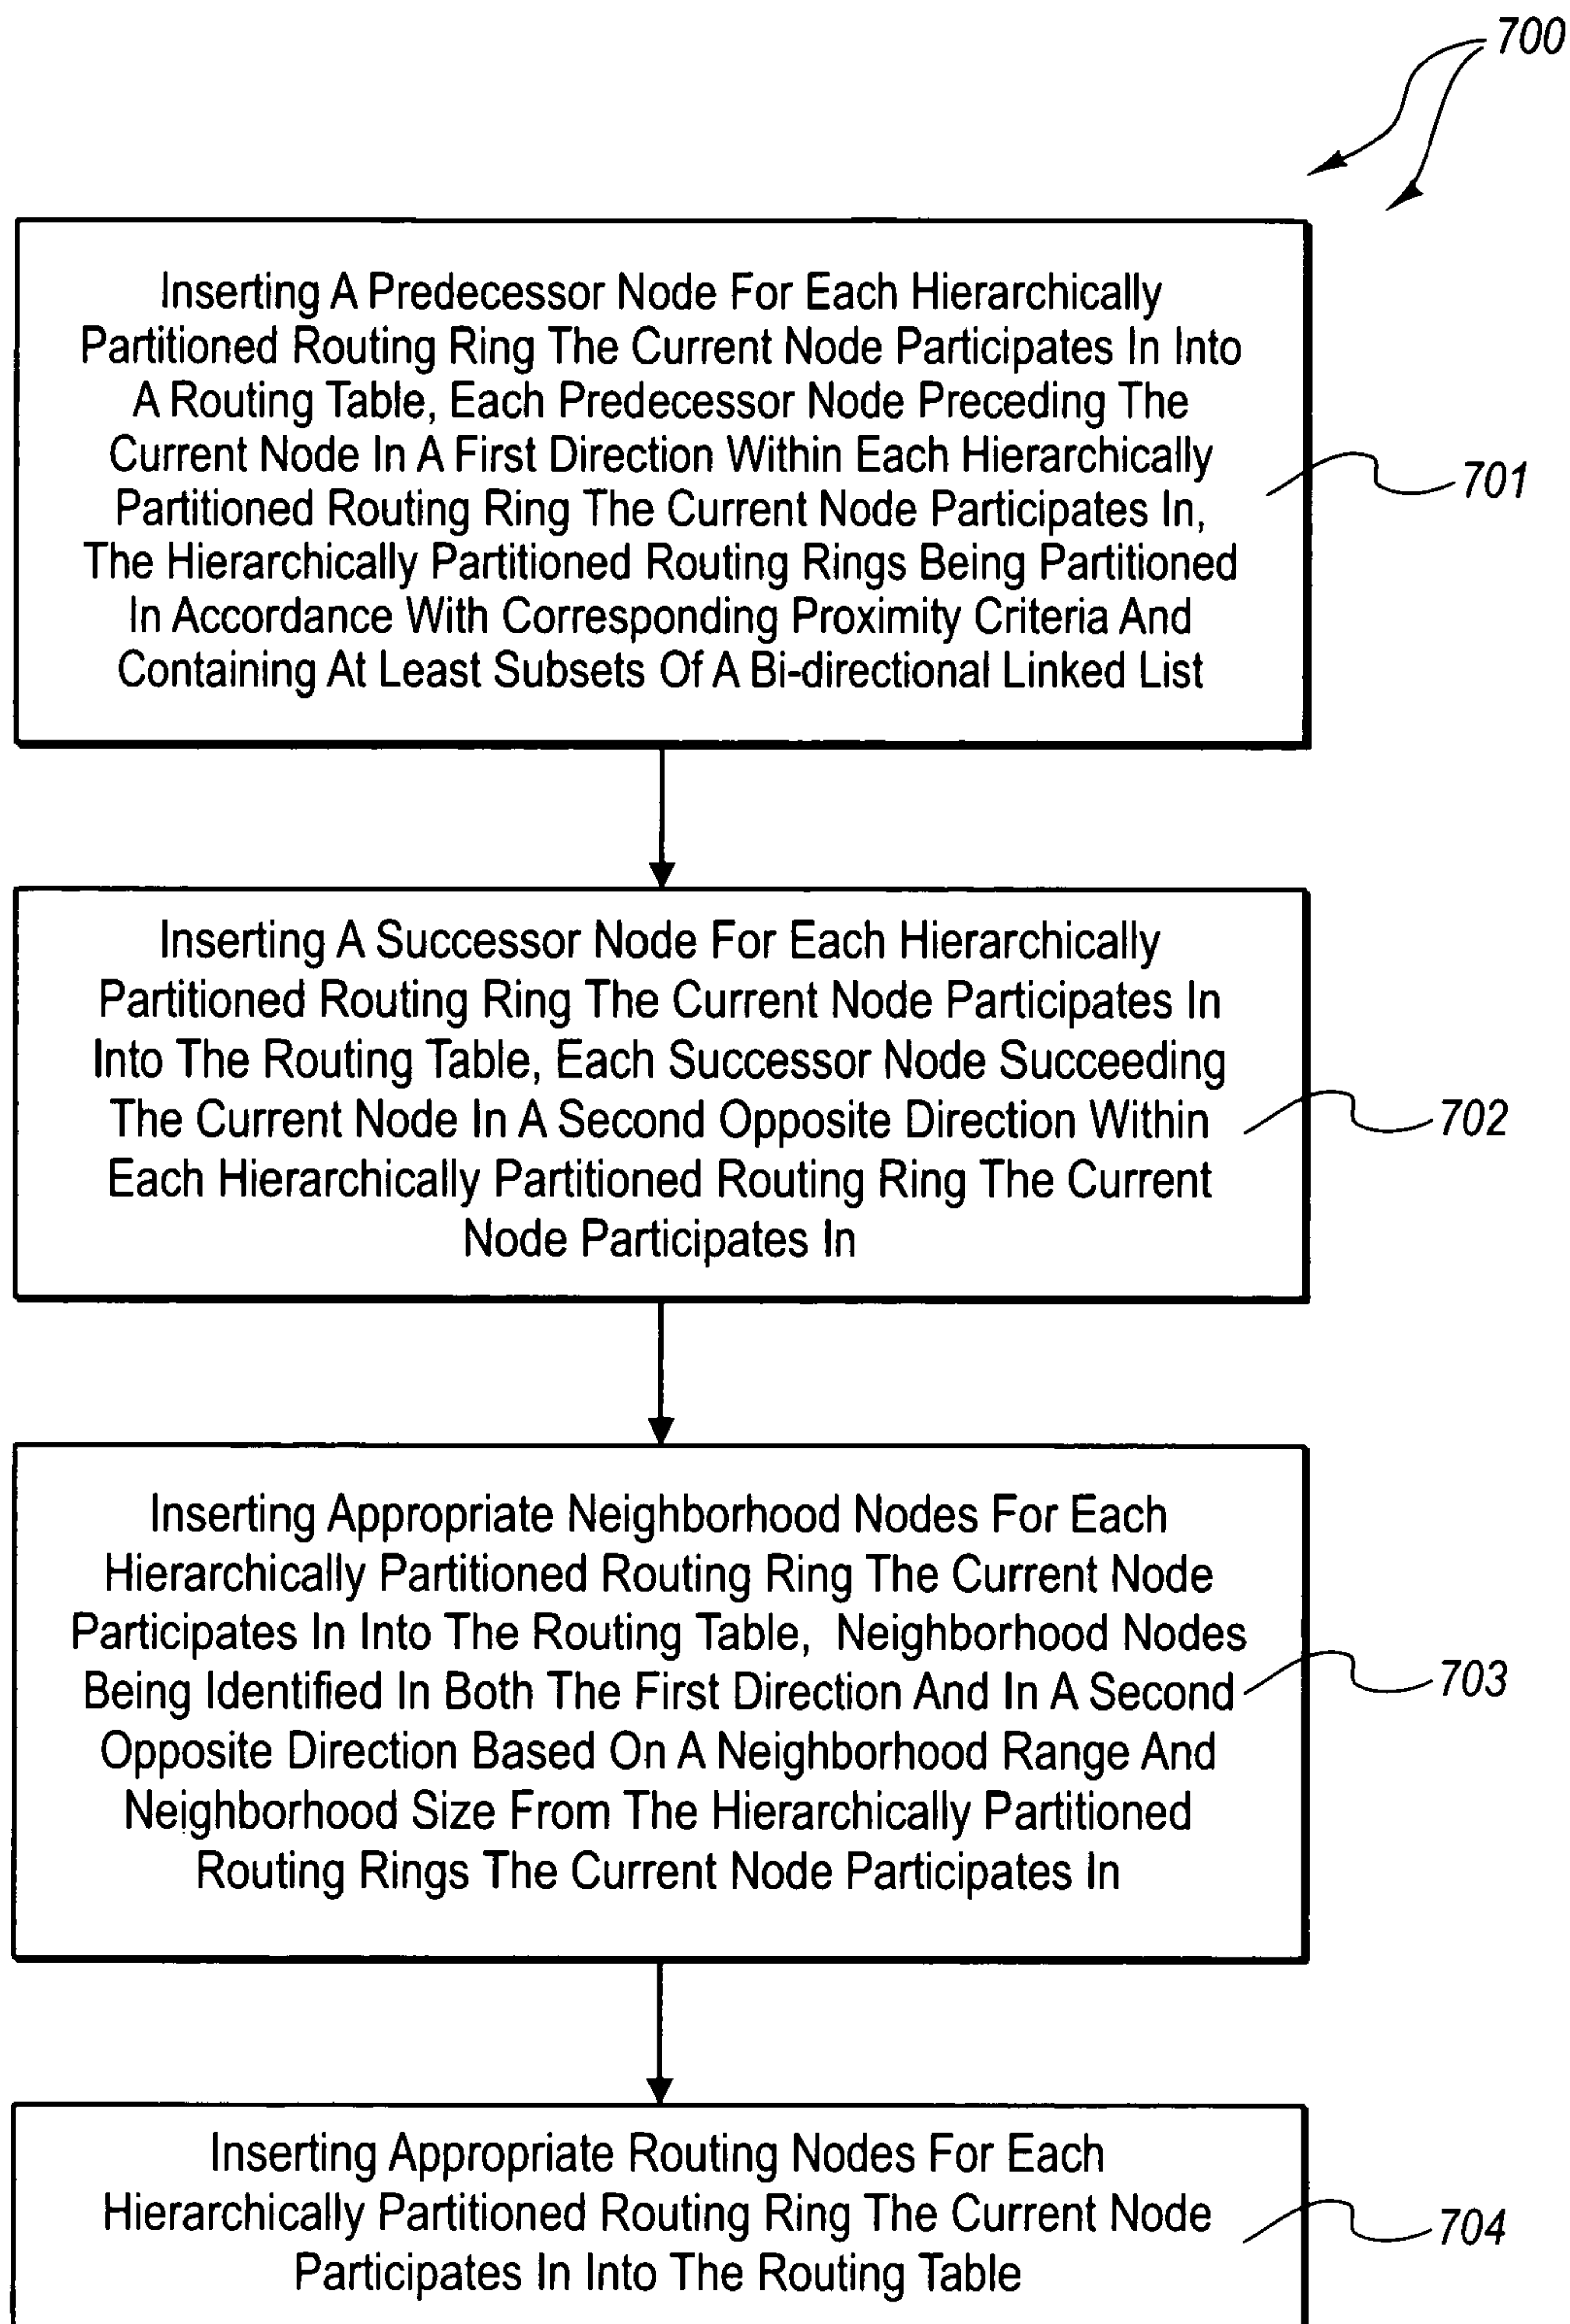 700
Inserting A Predecessor Node For Each Hierarchically
Partitioned Routing Ring The Current Node Participates In Into
A Routing Table, Each Predecessor Node Preceding The
Current Node In A First Direction Within Each Hierarchically
Partitioned Routing Ring The Current Node Participates In,
The Hierarchically Partitioned Routing Rings Being Partitioned
In Accordance With Corresponding Proximity Criteria And
Containing At Least Subsets Of A Bi-directional Linked List
701
Inserting A Successor Node For Each Hierarchically
Partitioned Routing Ring The Current Node Participates In
Into The Routing Table, Each Successor Node Succeeding
The Current Node In A Second Opposite Direction Within
Each Hierarchically Partitioned Routing Ring The Current
Node Participates In
702
Inserting Appropriate Neighborhood Nodes For Each
Hierarchically Partitioned Routing Ring The Current Node
Participates In Into The Routing Table, Neighborhood Nodes
Being Identified In Both The First Direction And In A Second
Opposite Direction Based On A Neighborhood Range And
Neighborhood Size From The Hierarchically Partitioned
Routing Rings The Current Node Participates In
703
Inserting Appropriate Routing Nodes For Each
Hierarchically Partitioned Routing Ring The Current Node
Participates In Into The Routing Table
704